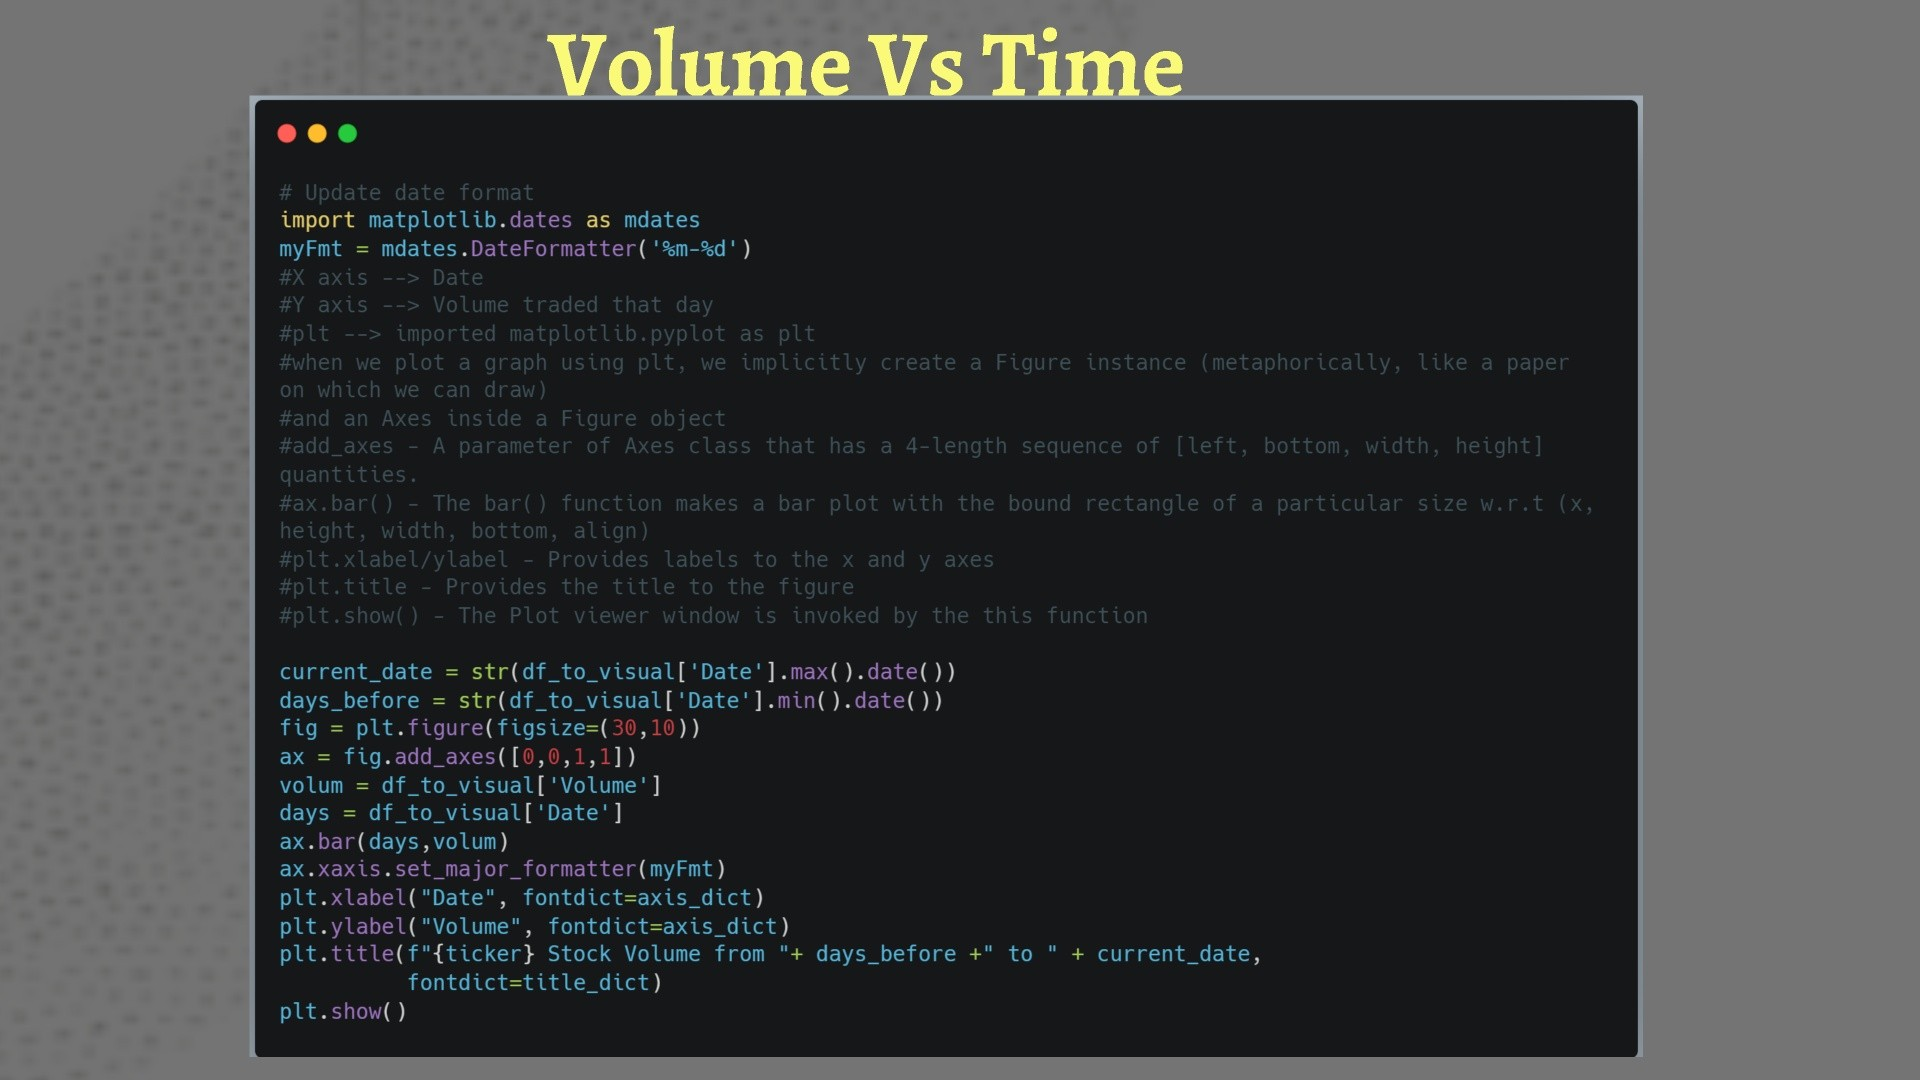 Volume Vs Time
# Update date format
import matplotlib.dates as mdates
myFmt = mdates.DateFormatter('%m-%d')
#X axis --> Date
#Y axis --> Volume traded that day
#plt --> imported matplotlib.pyplot as plt
#when we plot a graph using plt, we implicitly create a Figure instance (metaphorically, like a paper
on which we can draw)
#and an Axes inside a Figure object
#add_axes - A parameter of Axes class that has a 4-length sequence of [left, bottom, width, height]
quantities.
#ax.bar() - The bar() function makes a bar plot with the bound rectangle of a particular size w.r.t (x,
height, width, bottom, align)
#plt.xlabel/ylabel - Provides labels to the x and y axes
#plt.title - Provides the title to the figure
#plt.show() - The Plot viewer window is invoked by the this function
current_date = str(df_to_visual['Date'].max().date())
days_before = str(df_to_visual['Date'].min().date())
fig = plt.figure(figsize=(30,10))
ax = fig.add_axes([0,0,1,1])
volum = df_to_visual['Volume']
days = df_to_visual['Date']
ax.bar(days,volum)
ax.xaxis.set_major_formatter(myFmt)
plt.xlabel("Date", fontdict=axis_dict)
plt.ylabel("Volume", fontdict=axis_dict)
plt.title(f"{ticker} Stock Volume from "+ days_before +" to " + current_date,
          fontdict=title_dict)
plt.show()